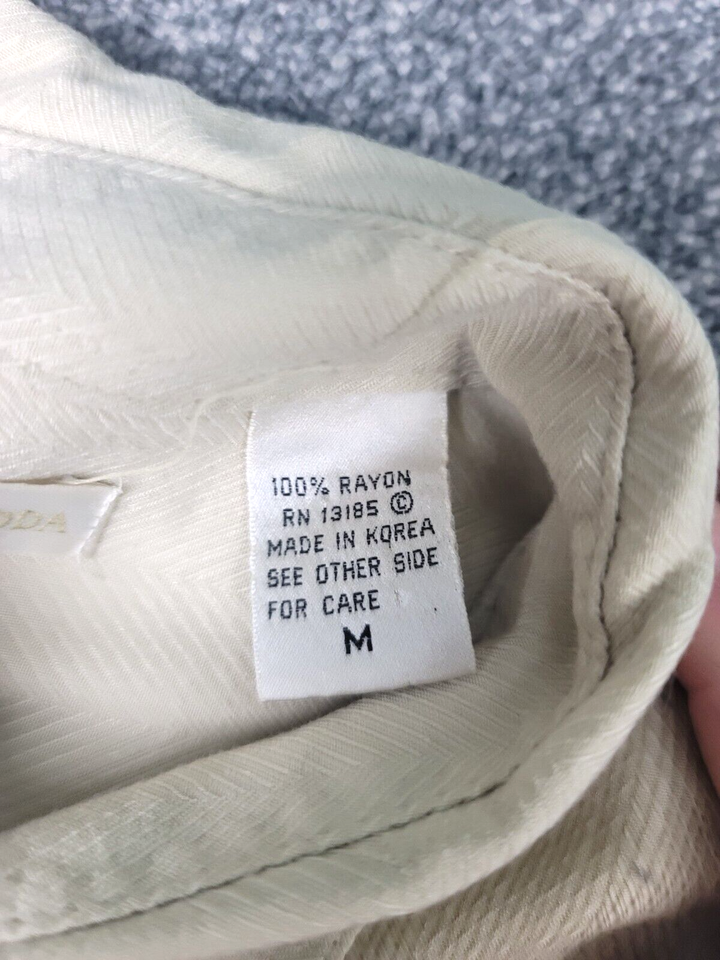 100% RAYON
RN 13185 ©
MADE IN KOREA
SEE OTHER SIDE
FOR CARE
M